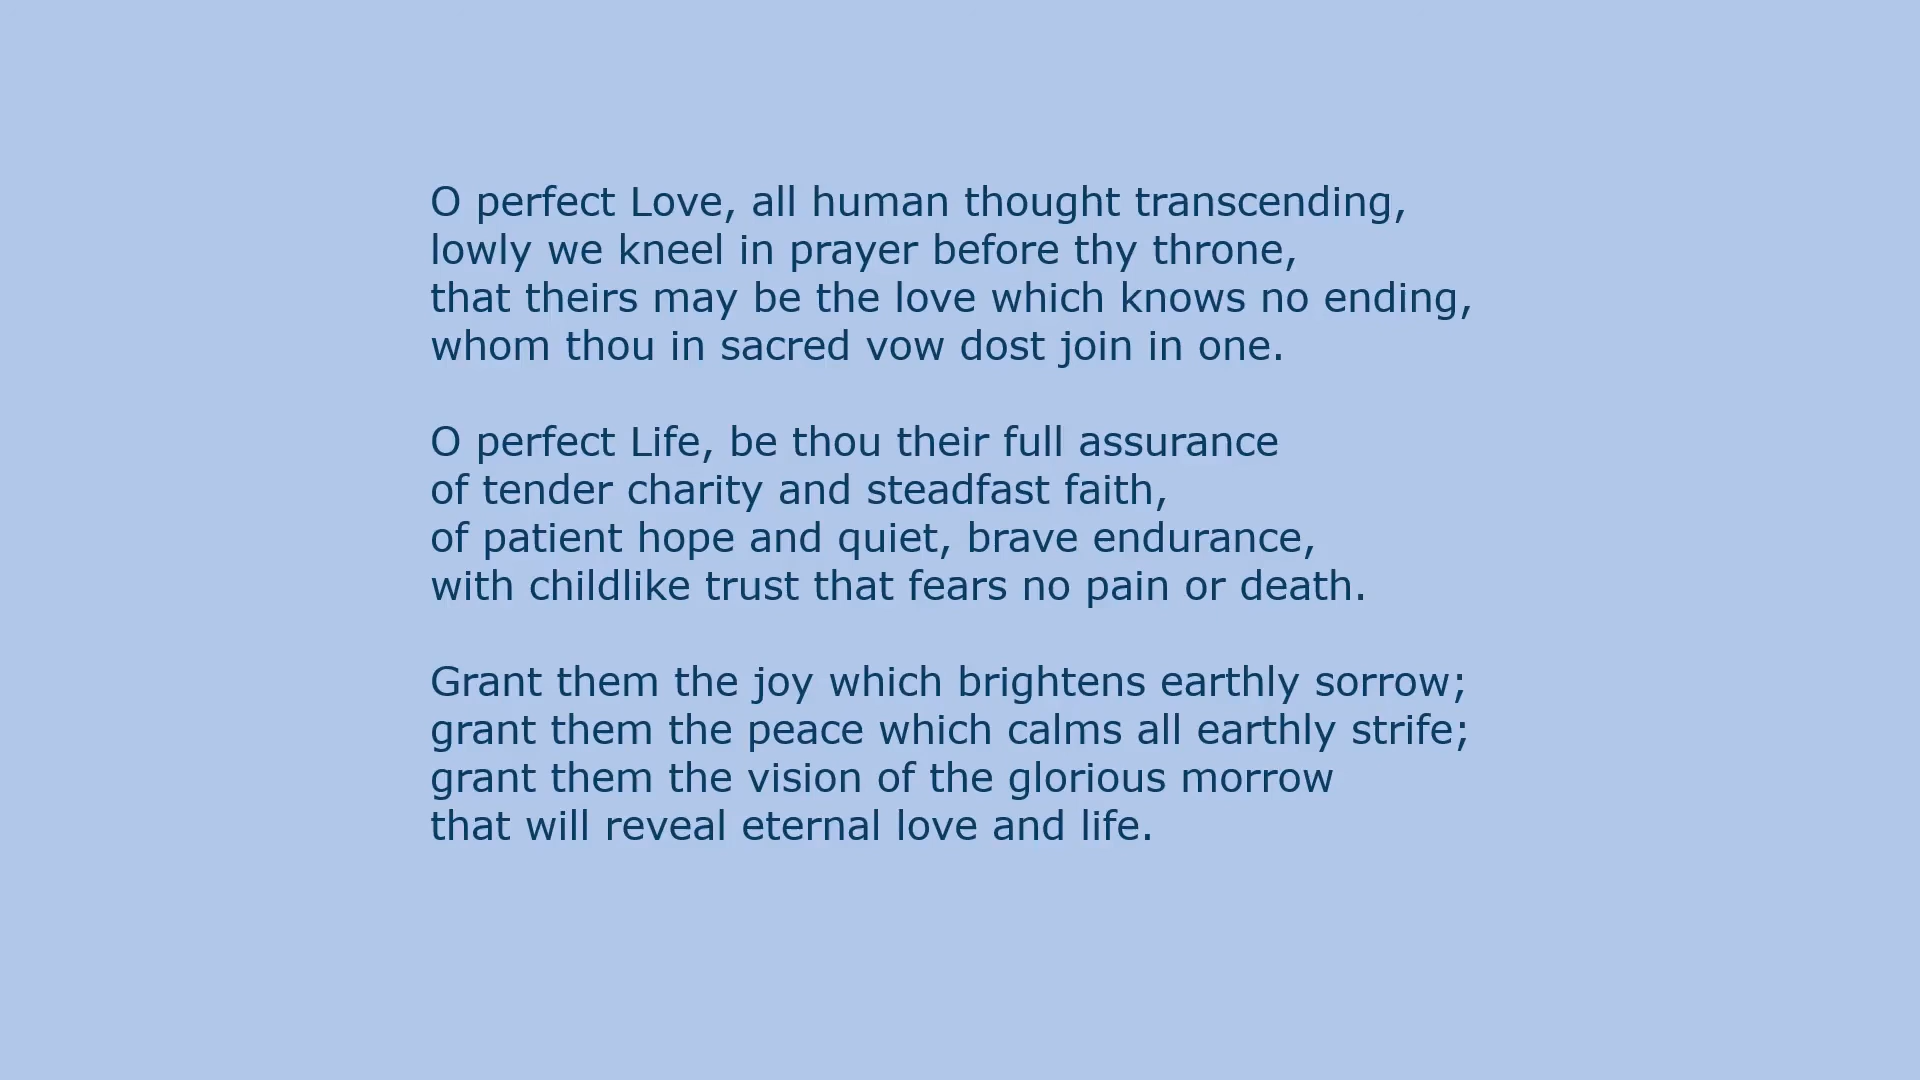 O perfect Love, all human thought transcending,
lowly we kneel in prayer before thy throne,
that theirs may be the love which knows no ending,
whom thou in sacred vow dost join in one.

O perfect Life, be thou their full assurance
of tender charity and steadfast faith,
of patient hope and quiet, brave endurance,
with childlike trust that fears no pain or death.

Grant them the joy which brightens earthly sorrow;
grant them the peace which calms all earthly strife;
grant them the vision of the glorious morrow
that will reveal eternal love and life.